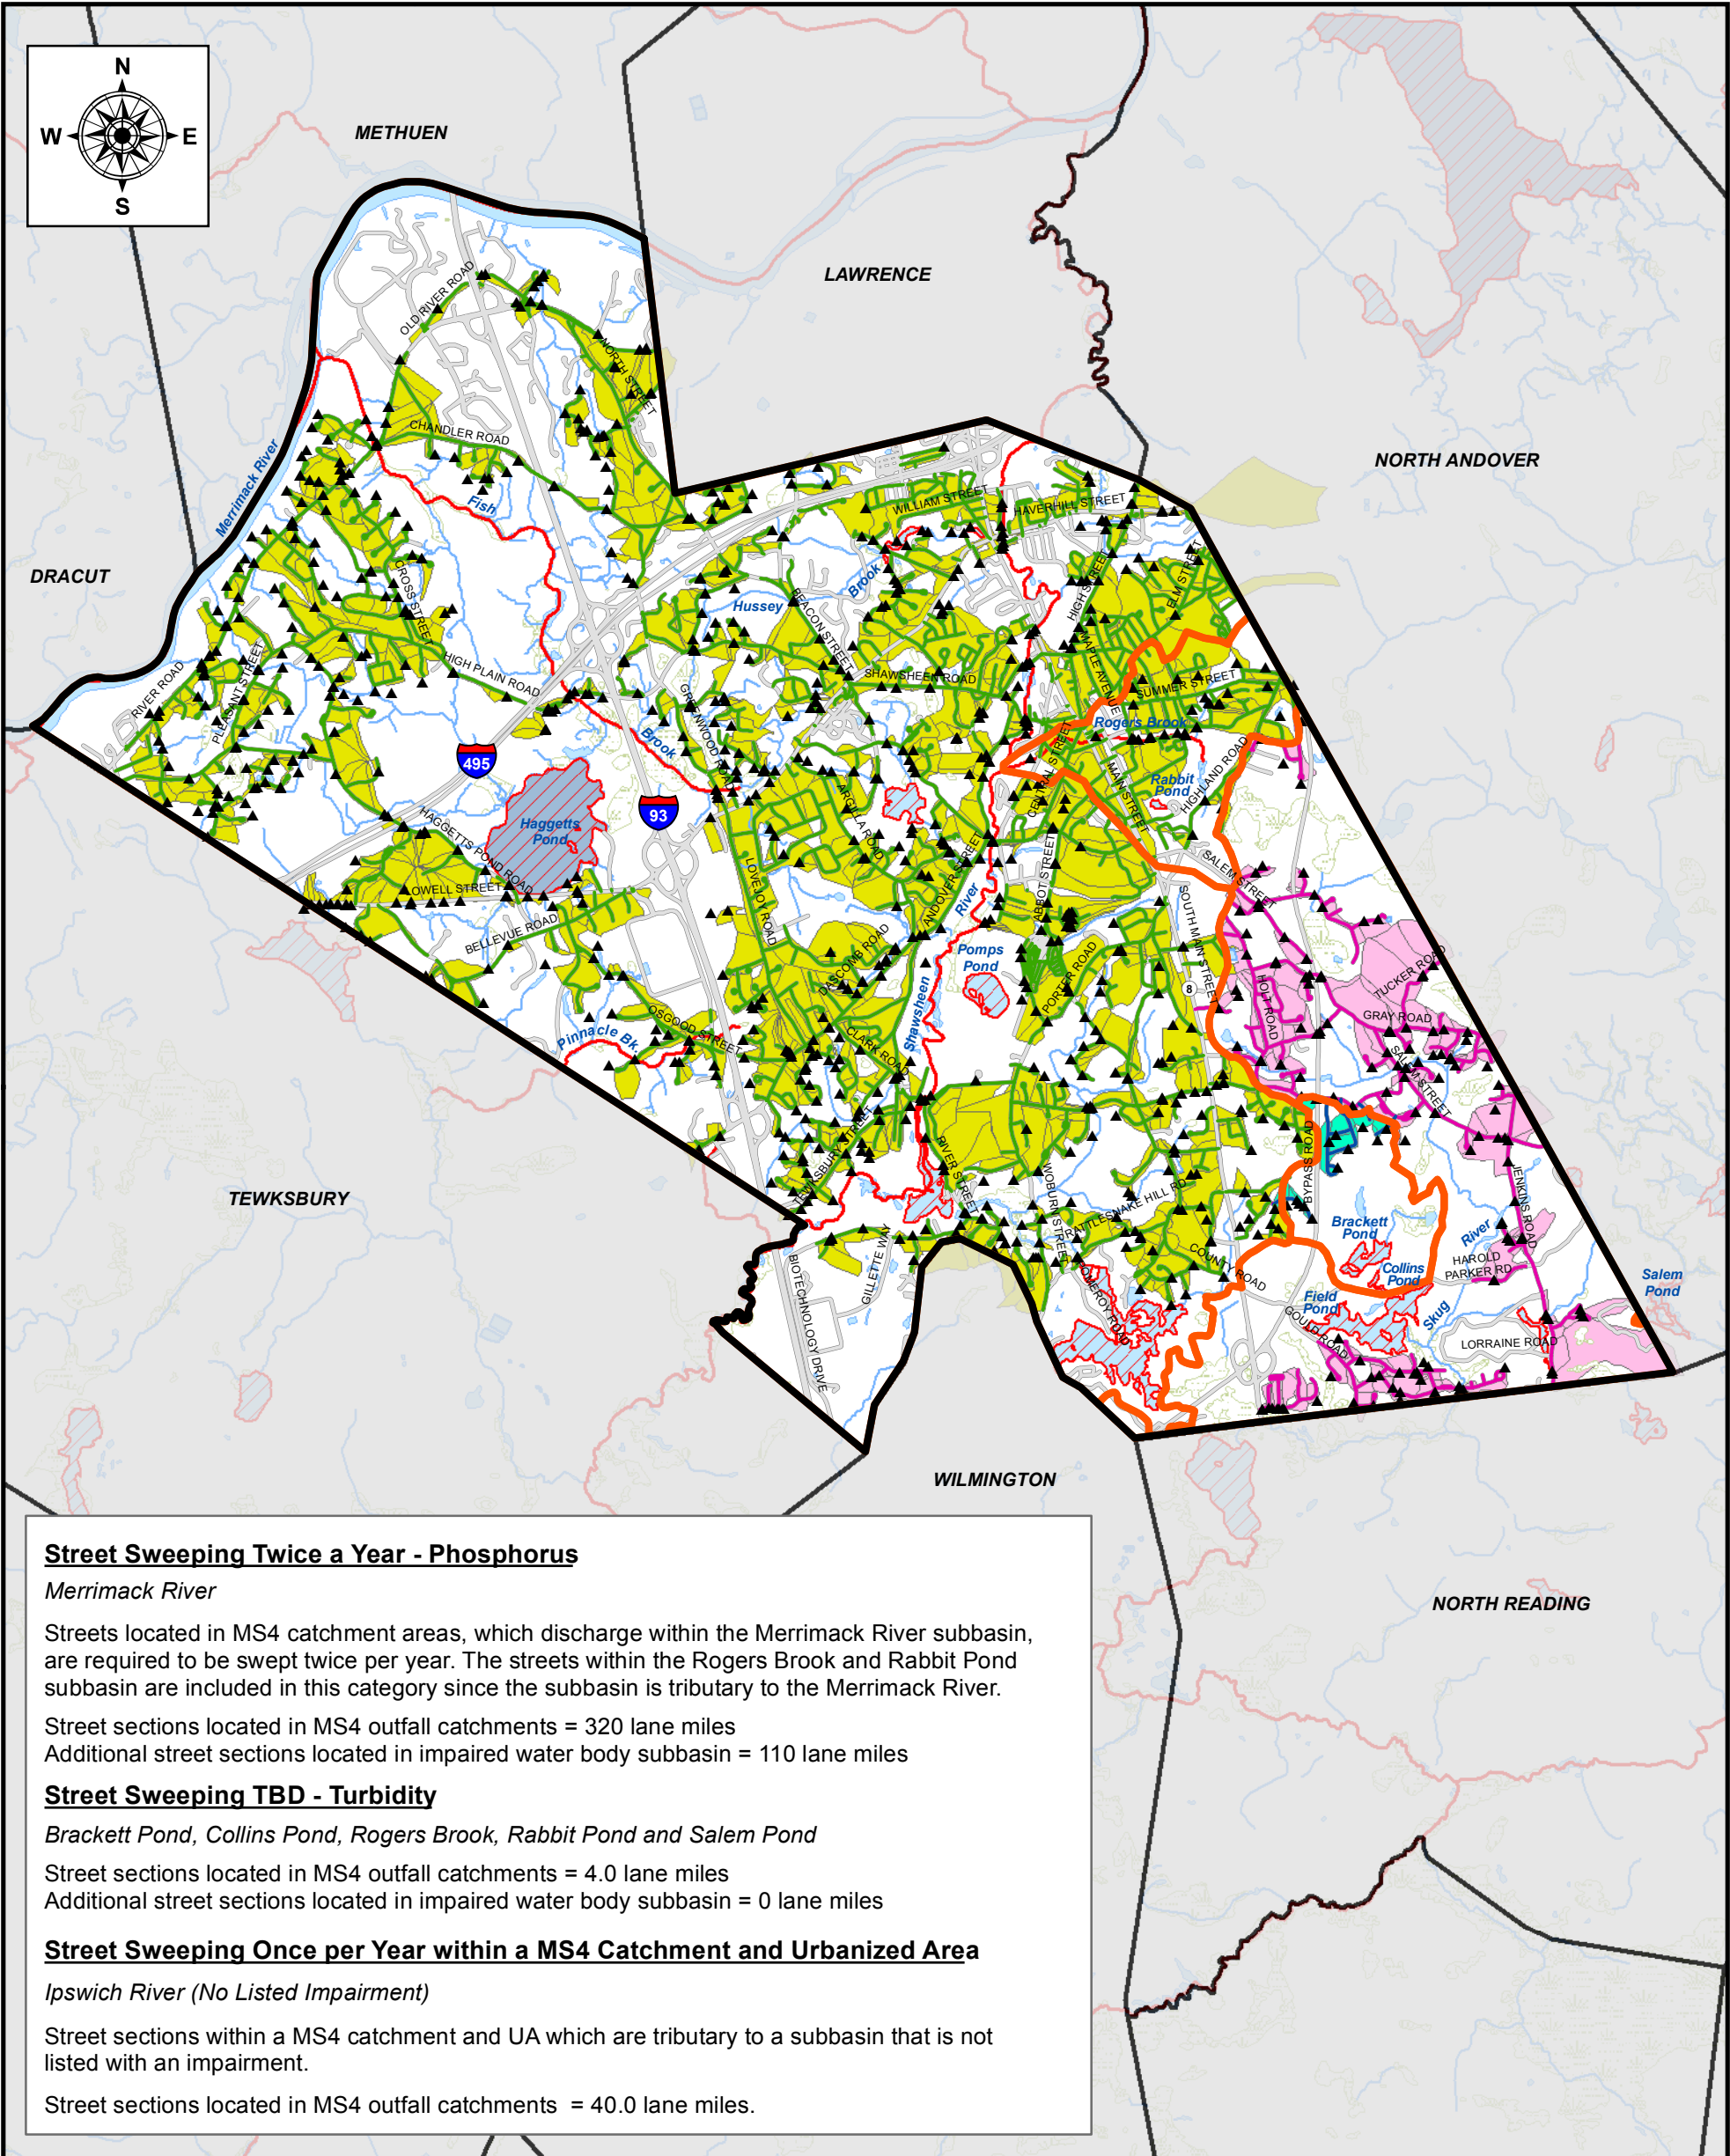 N
W
E
S
METHUEN
LAWRENCE
NORTH ANDOVER
DRACUT
TEWKSBURY
WILMINGTON
NORTH READING
OLD RIVER ROAD
NORTH STREET
CHANDLER ROAD
Merrimack River
Fish
Brook
WILLIAM STREET
HAVERHILL STREET
CROSS STREET
Hussey
Brook
BEACON STREET
HIGH STREET
ELM STREET
MAPLE AVENUE
HIGH PLAIN ROAD
SHAWSHEEN ROAD
SUMMER STREET
RIVER ROAD
PLEASANT STREET
GREENWOOD ROAD
Rogers Brook
CENTRAL STREET
MAIN STREET
HIGHLAND ROAD
Rabbit
Pond
495
93
Haggetts
Pond
HAGGETTS POND ROAD
ARGILLA ROAD
LOWELL STREET
BELLEVUE ROAD
LOVEJOY ROAD
ANDOVER STREET
River
ABBOT STREET
SALEM STREET
SOUTH MAIN STREET
DASCOMB ROAD
Pomps
Pond
PORTER ROAD
8
HOLT ROAD
TUCKER ROAD
GRAY ROAD
Shawsheen
OSGOOD STREET
Pinnacle Bk.
CLARK ROAD
SALEM STREET
TEWKSBURY STREET
RIVER STREET
WOBURN STREET
RATTLESNAKE HILL RD
BYPASS ROAD
JENKINS ROAD
Brackett
Pond
River
Collins
Pond
HAROLD
PARKER RD
Salem
Pond
COUNTY ROAD
Field
Pond
GOULD ROAD
Skug
LORRAINE ROAD
POMEROY ROAD
GILLETTE WAY
BIOTECHNOLOGY DRIVE
Street Sweeping Twice a Year - Phosphorus
Merrimack River
Streets located in MS4 catchment areas, which discharge within the Merrimack River subbasin,
are required to be swept twice per year. The streets within the Rogers Brook and Rabbit Pond
subbasin are included in this category since the subbasin is tributary to the Merrimack River.
Street sections located in MS4 outfall catchments = 320 lane miles
Additional street sections located in impaired water body subbasin = 110 lane miles
Street Sweeping TBD - Turbidity
Brackett Pond, Collins Pond, Rogers Brook, Rabbit Pond and Salem Pond
Street sections located in MS4 outfall catchments = 4.0 lane miles
Additional street sections located in impaired water body subbasin = 0 lane miles
Street Sweeping Once per Year within a MS4 Catchment and Urbanized Area
Ipswich River (No Listed Impairment)
Street sections within a MS4 catchment and UA which are tributary to a subbasin that is not
listed with an impairment.
Street sections located in MS4 outfall catchments  = 40.0 lane miles.